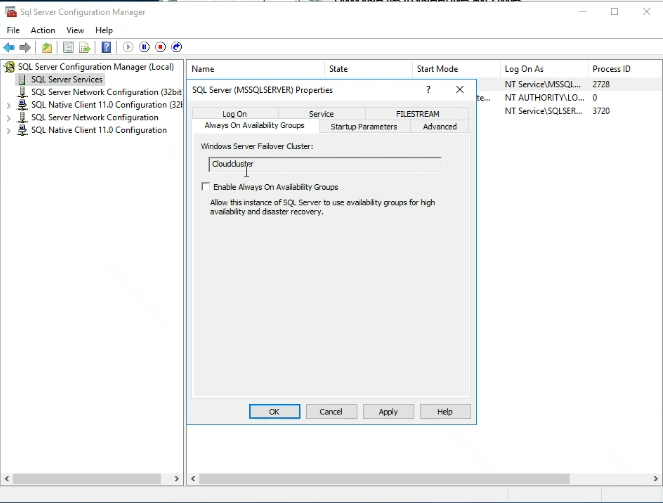 Sql Server Configuration Manager
File Action View Help
SQL Server Configuration Manager (Local)
SQL Server Services
SQL Server Network Configuration (32bit
SQL Native Client 11.0 Configuration (32b
SQL Server Network Configuration
SQL Native Client 11.0 Configuration
Name State Start Mode Log On As Process ID
NT Service\MSSQL... 2728
te... NT AUTHORITY\LO... 0
NT Service\SQLSER... 3720
SQL Server (MSSQLSERVER) Properties ?
Log On Service FILESTREAM
Always On Availability Groups Startup Parameters Advanced
Windows Server Failover Cluster:
Cloudcluster
Enable Always On Availability Groups
Allow this instance of SQL Server to use availability groups for high
availability and disaster recovery.
OK Cancel Apply Help